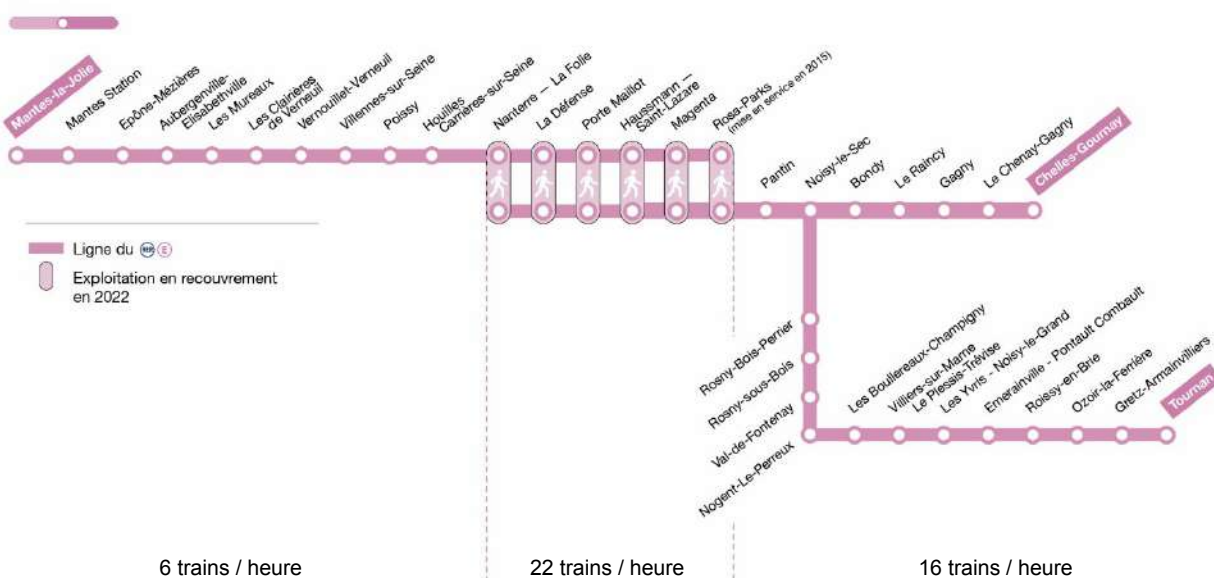 Mantes-la-Jolie
Mantes Station
Epône-Mézières
Aubergenville-
Elisabethville
Les Mureaux
Les Clairières
de Verneuil
Vernouillet-Verneuil
Villennes-sur-Seine
Poissy
Houilles
Carrières-sur-Seine
Nanterre — La Folie
La Défense
Porte Maillot
Haussmann —
Saint-Lazare
Magenta
Rosa-Parks
(mise en service en 2015)
Pantin
Noisy-le-Sec
Bondy
Le Raincy
Gagny
Le Chenay-Gagny
Chelles-Gournay
Ligne du RER E
Exploitation en recouvrement
en 2022
Rosny-Bois-Perrier
Rosny-sous-Bois
Val-de-Fontenay
Nogent-Le-Perreux
Les Boullereaux-Champigny
Villiers-sur-Marne
Le Plessis-Trévise
Les Yvris - Noisy-le-Grand
Emerainville - Pontault Combault
Roissy-en-Brie
Ozoir-la-Ferrière
Gretz-Armainvilliers
Tournan
6 trains / heure
22 trains / heure
16 trains / heure